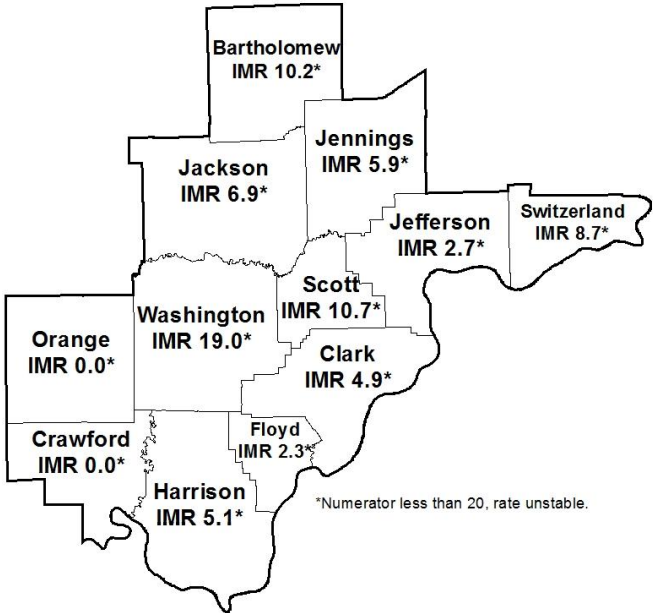 Bartholomew
IMR 10.2*
Jennings
IMR 5.9*
Jackson
IMR 6.9*
Switzerland
IMR 8.7*
Jefferson
IMR 2.7*
Scott
IMR 10.7*
Washington
IMR 19.0*
Orange
IMR 0.0*
Clark
IMR 4.9*
Crawford
IMR 0.0*
Floyd
IMR 2.3*
Harrison
IMR 5.1*
*Numerator less than 20, rate unstable.